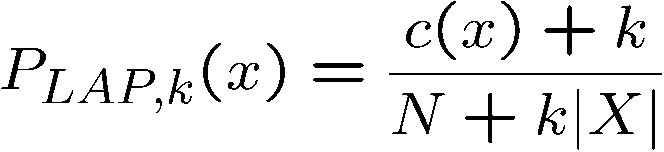 P_{LAP,k}(x) = \frac{c(x) + k}{N + k|X|}